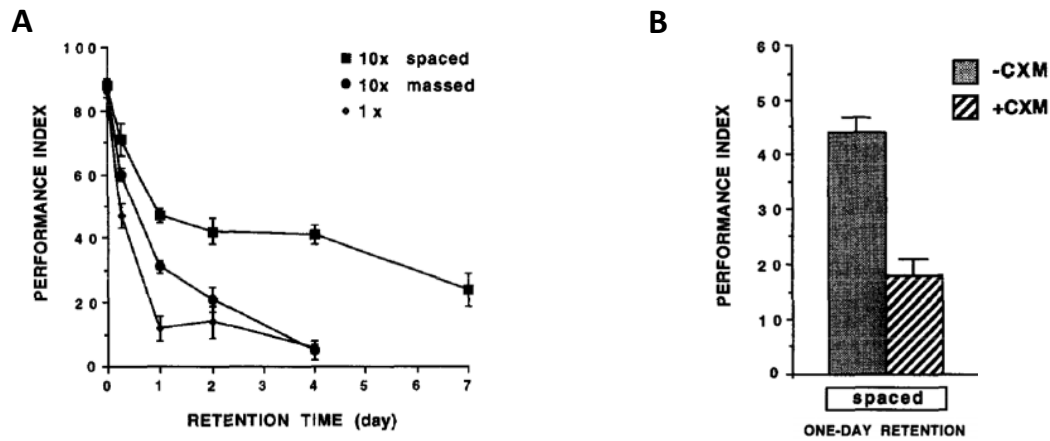 A
100
80
60
40
20
0
PERFORMANCE INDEX
10x spaced
10x massed
1x
0 1 2 3 4 5 6 7
RETENTION TIME (day)
B
60
50
40
30
20
10
0
PERFORMANCE INDEX
-CXM
+CXM
spaced
ONE-DAY RETENTION